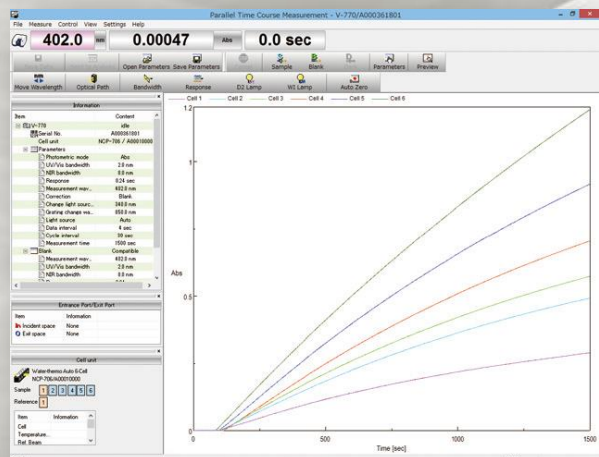 Parallel Time Course Measurement - V-770/A000361801
File Measure Control View Settings Help
402.0 nm 0.00047 Abs 0.0 sec
Open Parameters Save Parameters Sample Blank Parameters Preview
Move Wavelength Optical Path Bandwidth Response D2 Lamp WI Lamp Auto Zero
Information
Item Content
V-770 idle
Serial No. A000361801
Cell unit NCP-706 / A00010000
Parameters
Photometric mode Abs
UV/Vis bandwidth 2.0 nm
NIR bandwidth 8.0 nm
Response 0.24 sec
Measurement wav... 402.0 nm
Correction Blank
Change light sourc... 340.0 nm
Grating change wa... 850.0 nm
Light source Auto
Data interval 4 sec
Cycle interval
Measurement time 1500 sec
Blank Compatible
Measurement wav... 402.0 nm
UV/Vis bandwidth 2.0 nm
NIR bandwidth 8.0 nm
Entrance Port/Exit Port
Item Information
Incident space None
Exit space None
Cell unit
Water-thermo Auto 6-Cell
NCP-706/A00010000
Sample 1 2 3 4 5 6
Reference 1
Item Information
Cell
Temperature...
Ref. Beam
Cell 1 Cell 2 Cell 3 Cell 4 Cell 5 Cell 6
1.2
1
Abs
0.5
0
0 500 1000 1500
Time [sec]